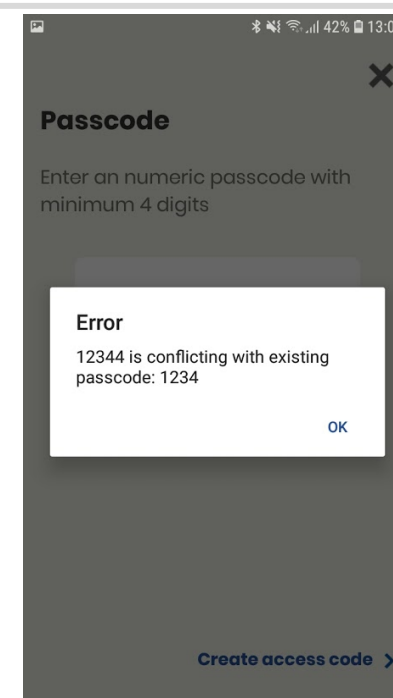 42% 13:0
Passcode
Enter an numeric passcode with
minimum 4 digits
Error
12344 is conflicting with existing
passcode: 1234
OK
Create access code